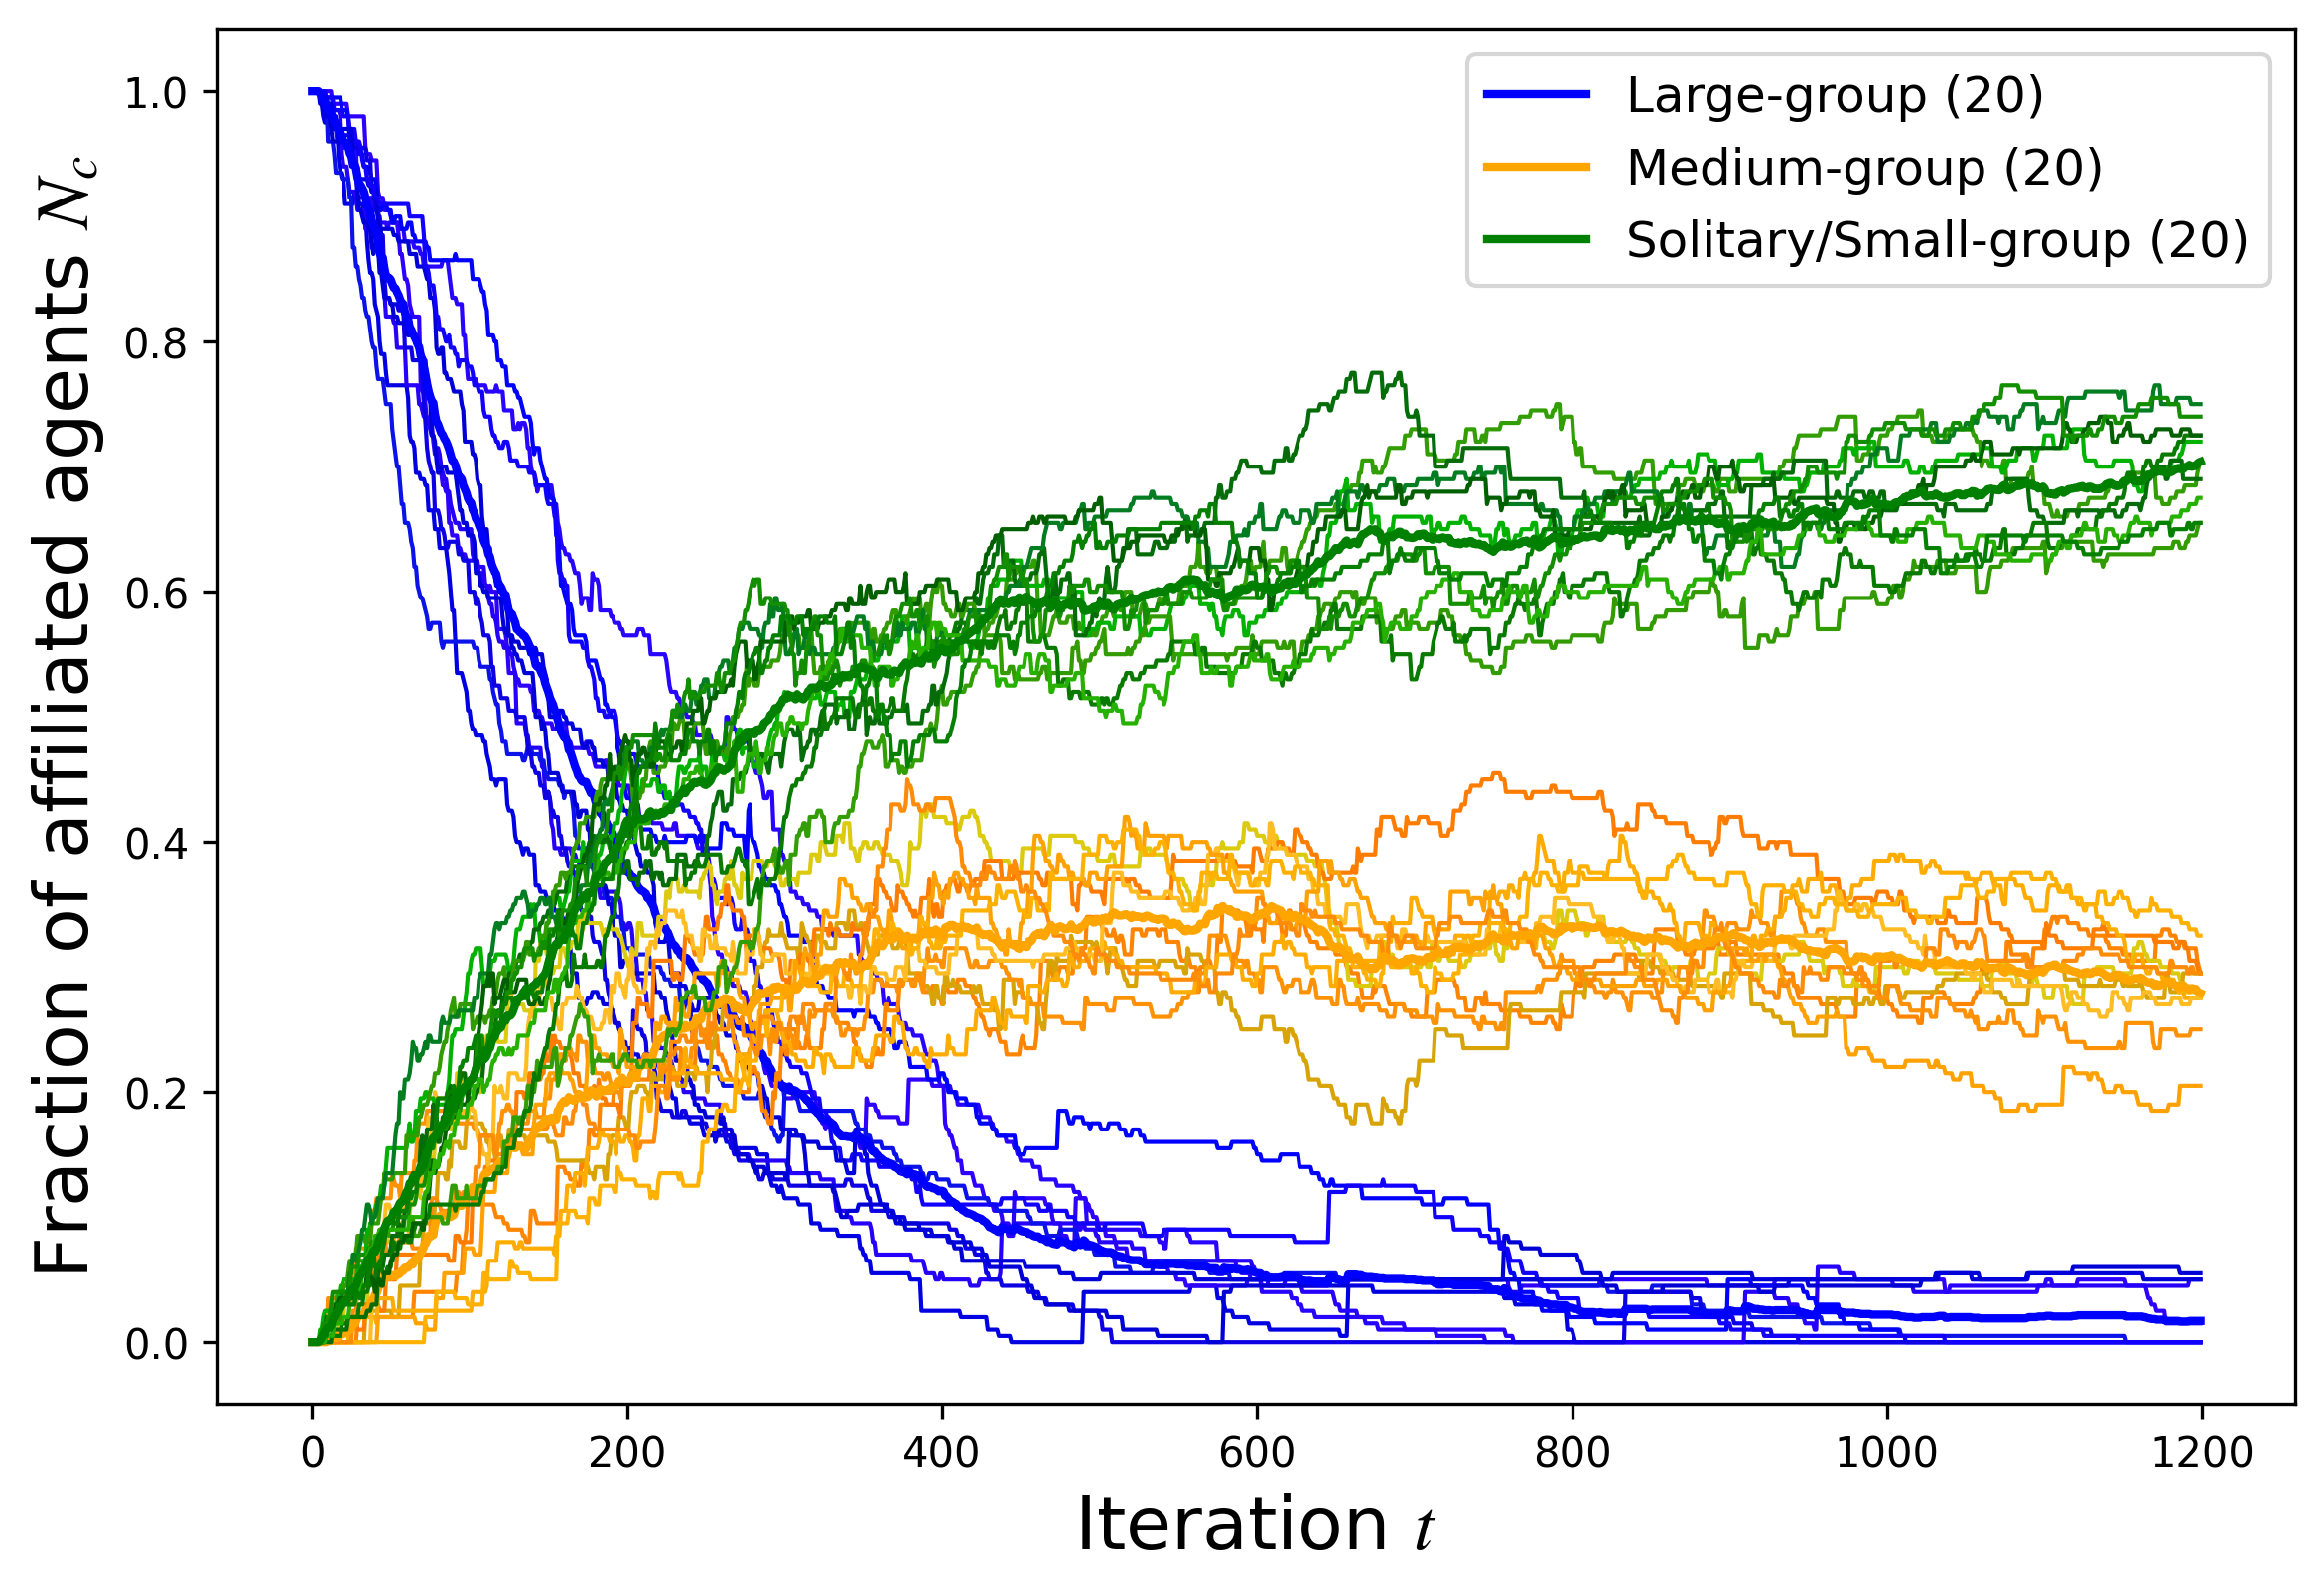 Large-group (20)
Medium-group (20)
Solitary/Small-group (20)
Fraction of affiliated agents N_c
1.0
0.8
0.6
0.4
0.2
0.0
0 200 400 600 800 1000 1200
Iteration t